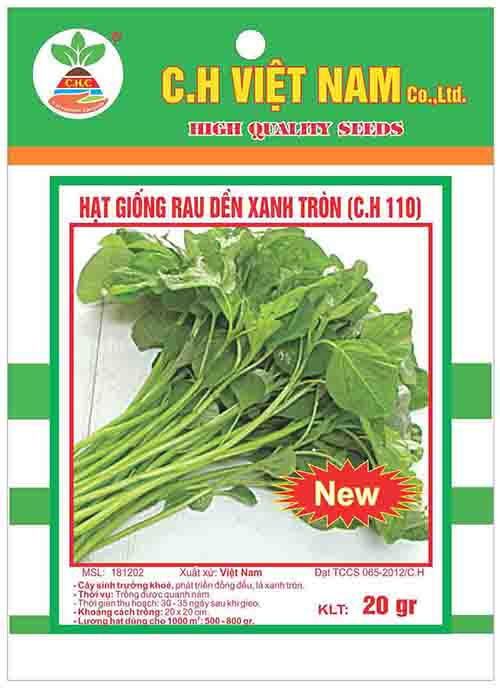 C.H.C
®
C.H VIỆT NAM Co.,Ltd.
HIGH QUALITY SEEDS
HẠT GIỐNG RAU DỀN XANH TRÒN (C.H 110)
New
MSL: 181202 Xuất xứ: Việt Nam Đạt TCCS 065-2012/C.H
- Cây sinh trưởng khoẻ, phát triển đồng đều, lá xanh tròn.
- Thời vụ: Trồng được quanh năm.
- Thời gian thu hoạch: 30 - 35 ngày sau khi gieo.
- Khoảng cách trồng: 20 x 20 cm.
- Lượng hạt dùng cho 1000 m²: 500 - 800 gr.
KLT: 20 gr